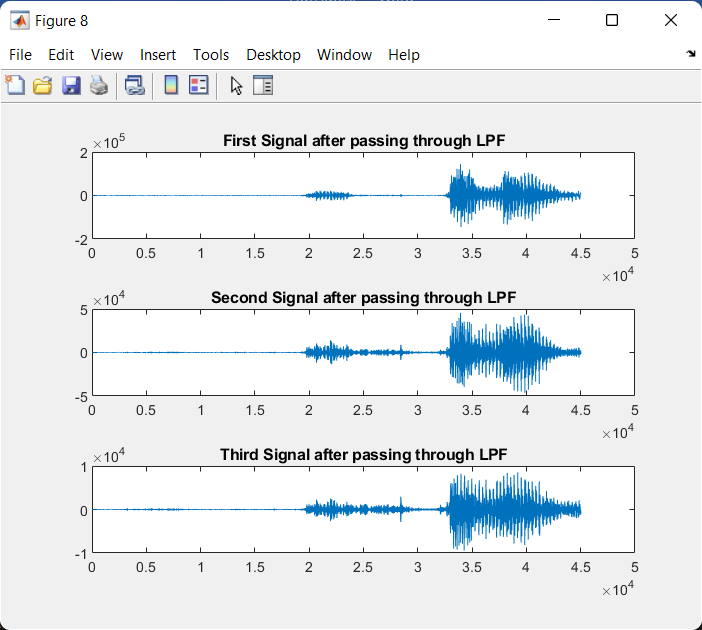 Figure 8
File Edit View Insert Tools Desktop Window Help
First Signal after passing through LPF
×10^5
2
0
-2
0 0.5 1 1.5 2 2.5 3 3.5 4 4.5 5
×10^4
Second Signal after passing through LPF
×10^4
5
0
-5
0 0.5 1 1.5 2 2.5 3 3.5 4 4.5 5
×10^4
Third Signal after passing through LPF
×10^4
1
0
-1
0 0.5 1 1.5 2 2.5 3 3.5 4 4.5 5
×10^4